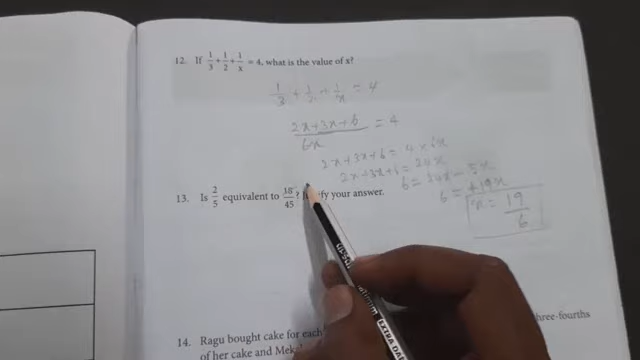 12. If 1/3 + 1/2 + 1/x = 4, what is the value of x?
1/3 + 1/2 + 1/x = 4
2x+3x+6/6x = 4
2x+3x+6 = 4×6x
2x+3x+6 = 24x
6 = 24x - 5x
6 = 19x
x = 19/6
13. Is 2/5 equivalent to 18/45? Justify your answer.
14. Ragu bought cake for each
three-fourths
of her cake and